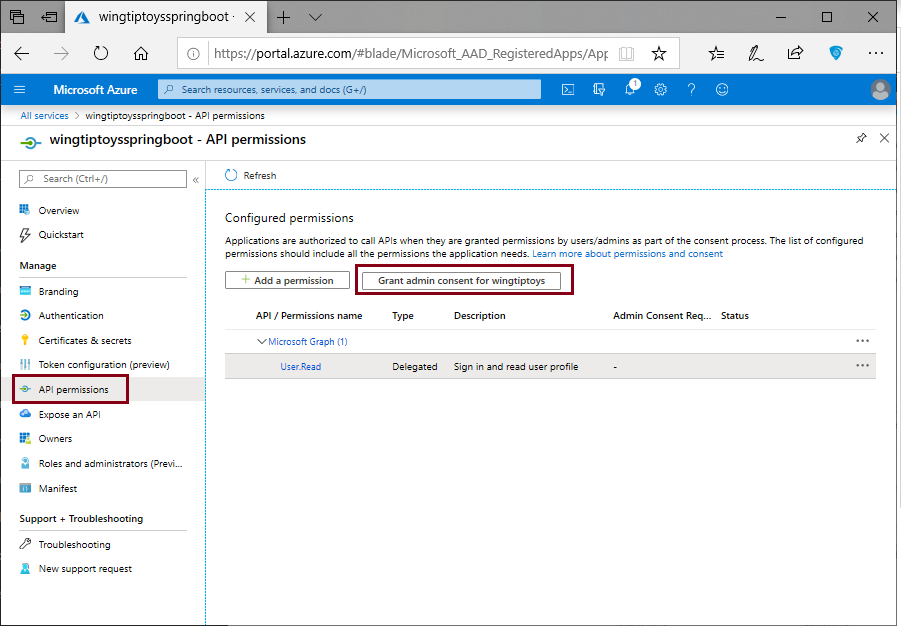 wingtiptoysspringboot -
https://portal.azure.com/#blade/Microsoft_AAD_RegisteredApps/App
Microsoft Azure
Search resources, services, and docs (G+/)
1
All services > wingtiptoysspringboot - API permissions
wingtiptoysspringboot - API permissions
Search (Ctrl+/)
«
Refresh
Overview
Quickstart
Manage
Branding
Authentication
Certificates & secrets
Token configuration (preview)
API permissions
Expose an API
Owners
Roles and administrators (Previ...
Manifest
Support + Troubleshooting
Troubleshooting
New support request
Configured permissions
Applications are authorized to call APIs when they are granted permissions by users/admins as part of the consent process. The list of configured
permissions should include all the permissions the application needs. Learn more about permissions and consent
+ Add a permission
Grant admin consent for wingtiptoys
API / Permissions name Type Description Admin Consent Req... Status
Microsoft Graph (1) ...
User.Read Delegated Sign in and read user profile - ...